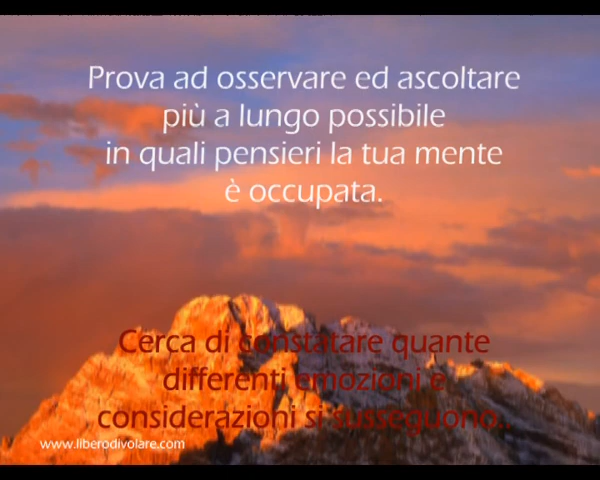 Prova ad osservare ed ascoltare
più a lungo possibile
in quali pensieri la tua mente
è occupata.
Cerca di constatare quante
differenti emozioni e
considerazioni si susseguono..
www.liberodivolare.com